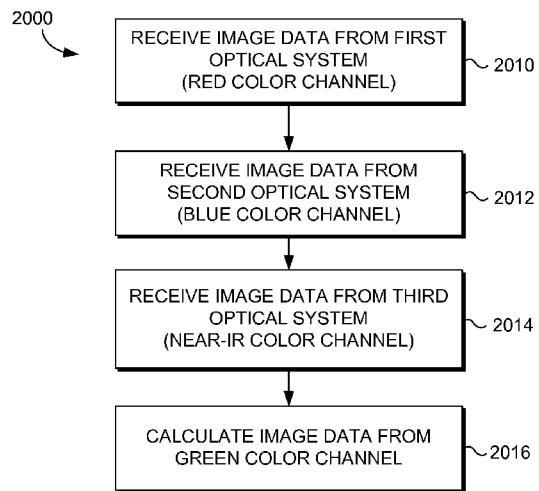 2000
RECEIVE IMAGE DATA FROM FIRST
OPTICAL SYSTEM
(RED COLOR CHANNEL)
2010
RECEIVE IMAGE DATA FROM
SECOND OPTICAL SYSTEM
(BLUE COLOR CHANNEL)
2012
RECEIVE IMAGE DATA FROM THIRD
OPTICAL SYSTEM
(NEAR-IR COLOR CHANNEL)
2014
CALCULATE IMAGE DATA FROM
GREEN COLOR CHANNEL
2016